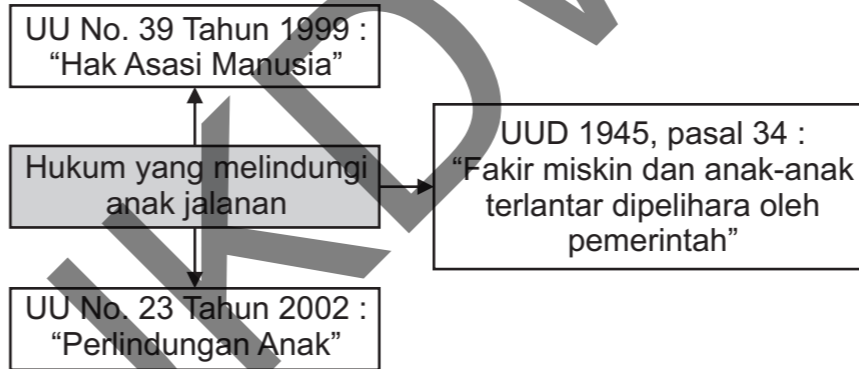 UU No. 39 Tahun 1999 :
“Hak Asasi Manusia”
Hukum yang melindungi
anak jalanan
UUD 1945, pasal 34 :
“Fakir miskin dan anak-anak
terlantar dipelihara oleh
pemerintah”
UU No. 23 Tahun 2002 :
“Perlindungan Anak”